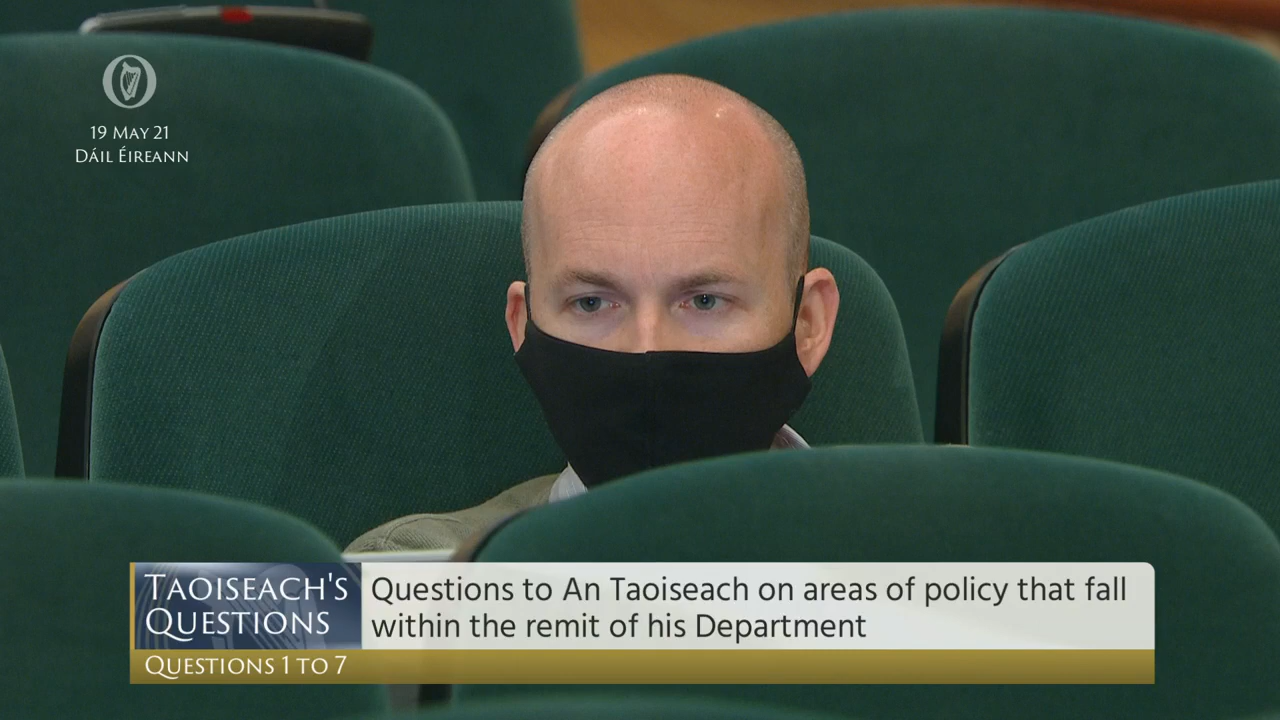 19 May 21
Dáil Éireann
Taoiseach's
Questions
Questions to An Taoiseach on areas of policy that fall
within the remit of his Department
Questions 1 to 7